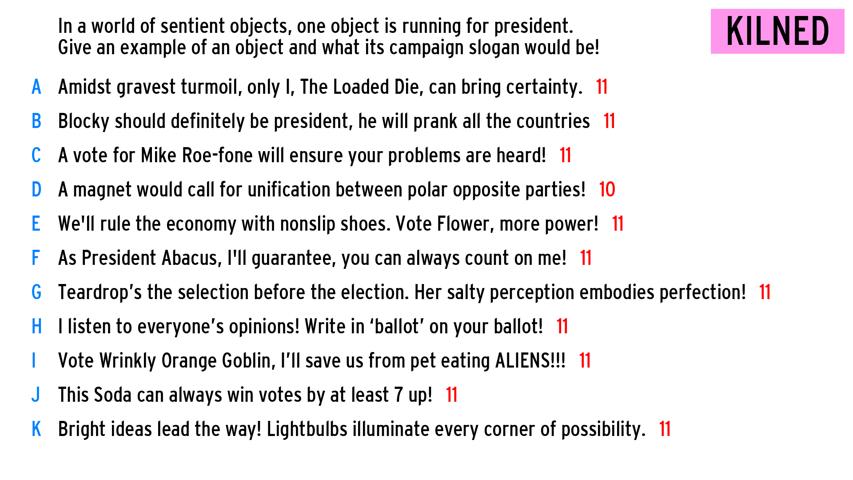 In a world of sentient objects, one object is running for president.
Give an example of an object and what its campaign slogan would be!
KILNED
A Amidst gravest turmoil, only I, The Loaded Die, can bring certainty. 11
B Blocky should definitely be president, he will prank all the countries 11
C A vote for Mike Roe-fone will ensure your problems are heard! 11
D A magnet would call for unification between polar opposite parties! 10
E We'll rule the economy with nonslip shoes. Vote Flower, more power! 11
F As President Abacus, I'll guarantee, you can always count on me! 11
G Teardrop’s the selection before the election. Her salty perception embodies perfection! 11
H I listen to everyone’s opinions! Write in ‘ballot’ on your ballot! 11
I Vote Wrinkly Orange Goblin, I’ll save us from pet eating ALIENS!!! 11
J This Soda can always win votes by at least 7 up! 11
K Bright ideas lead the way! Lightbulbs illuminate every corner of possibility. 11